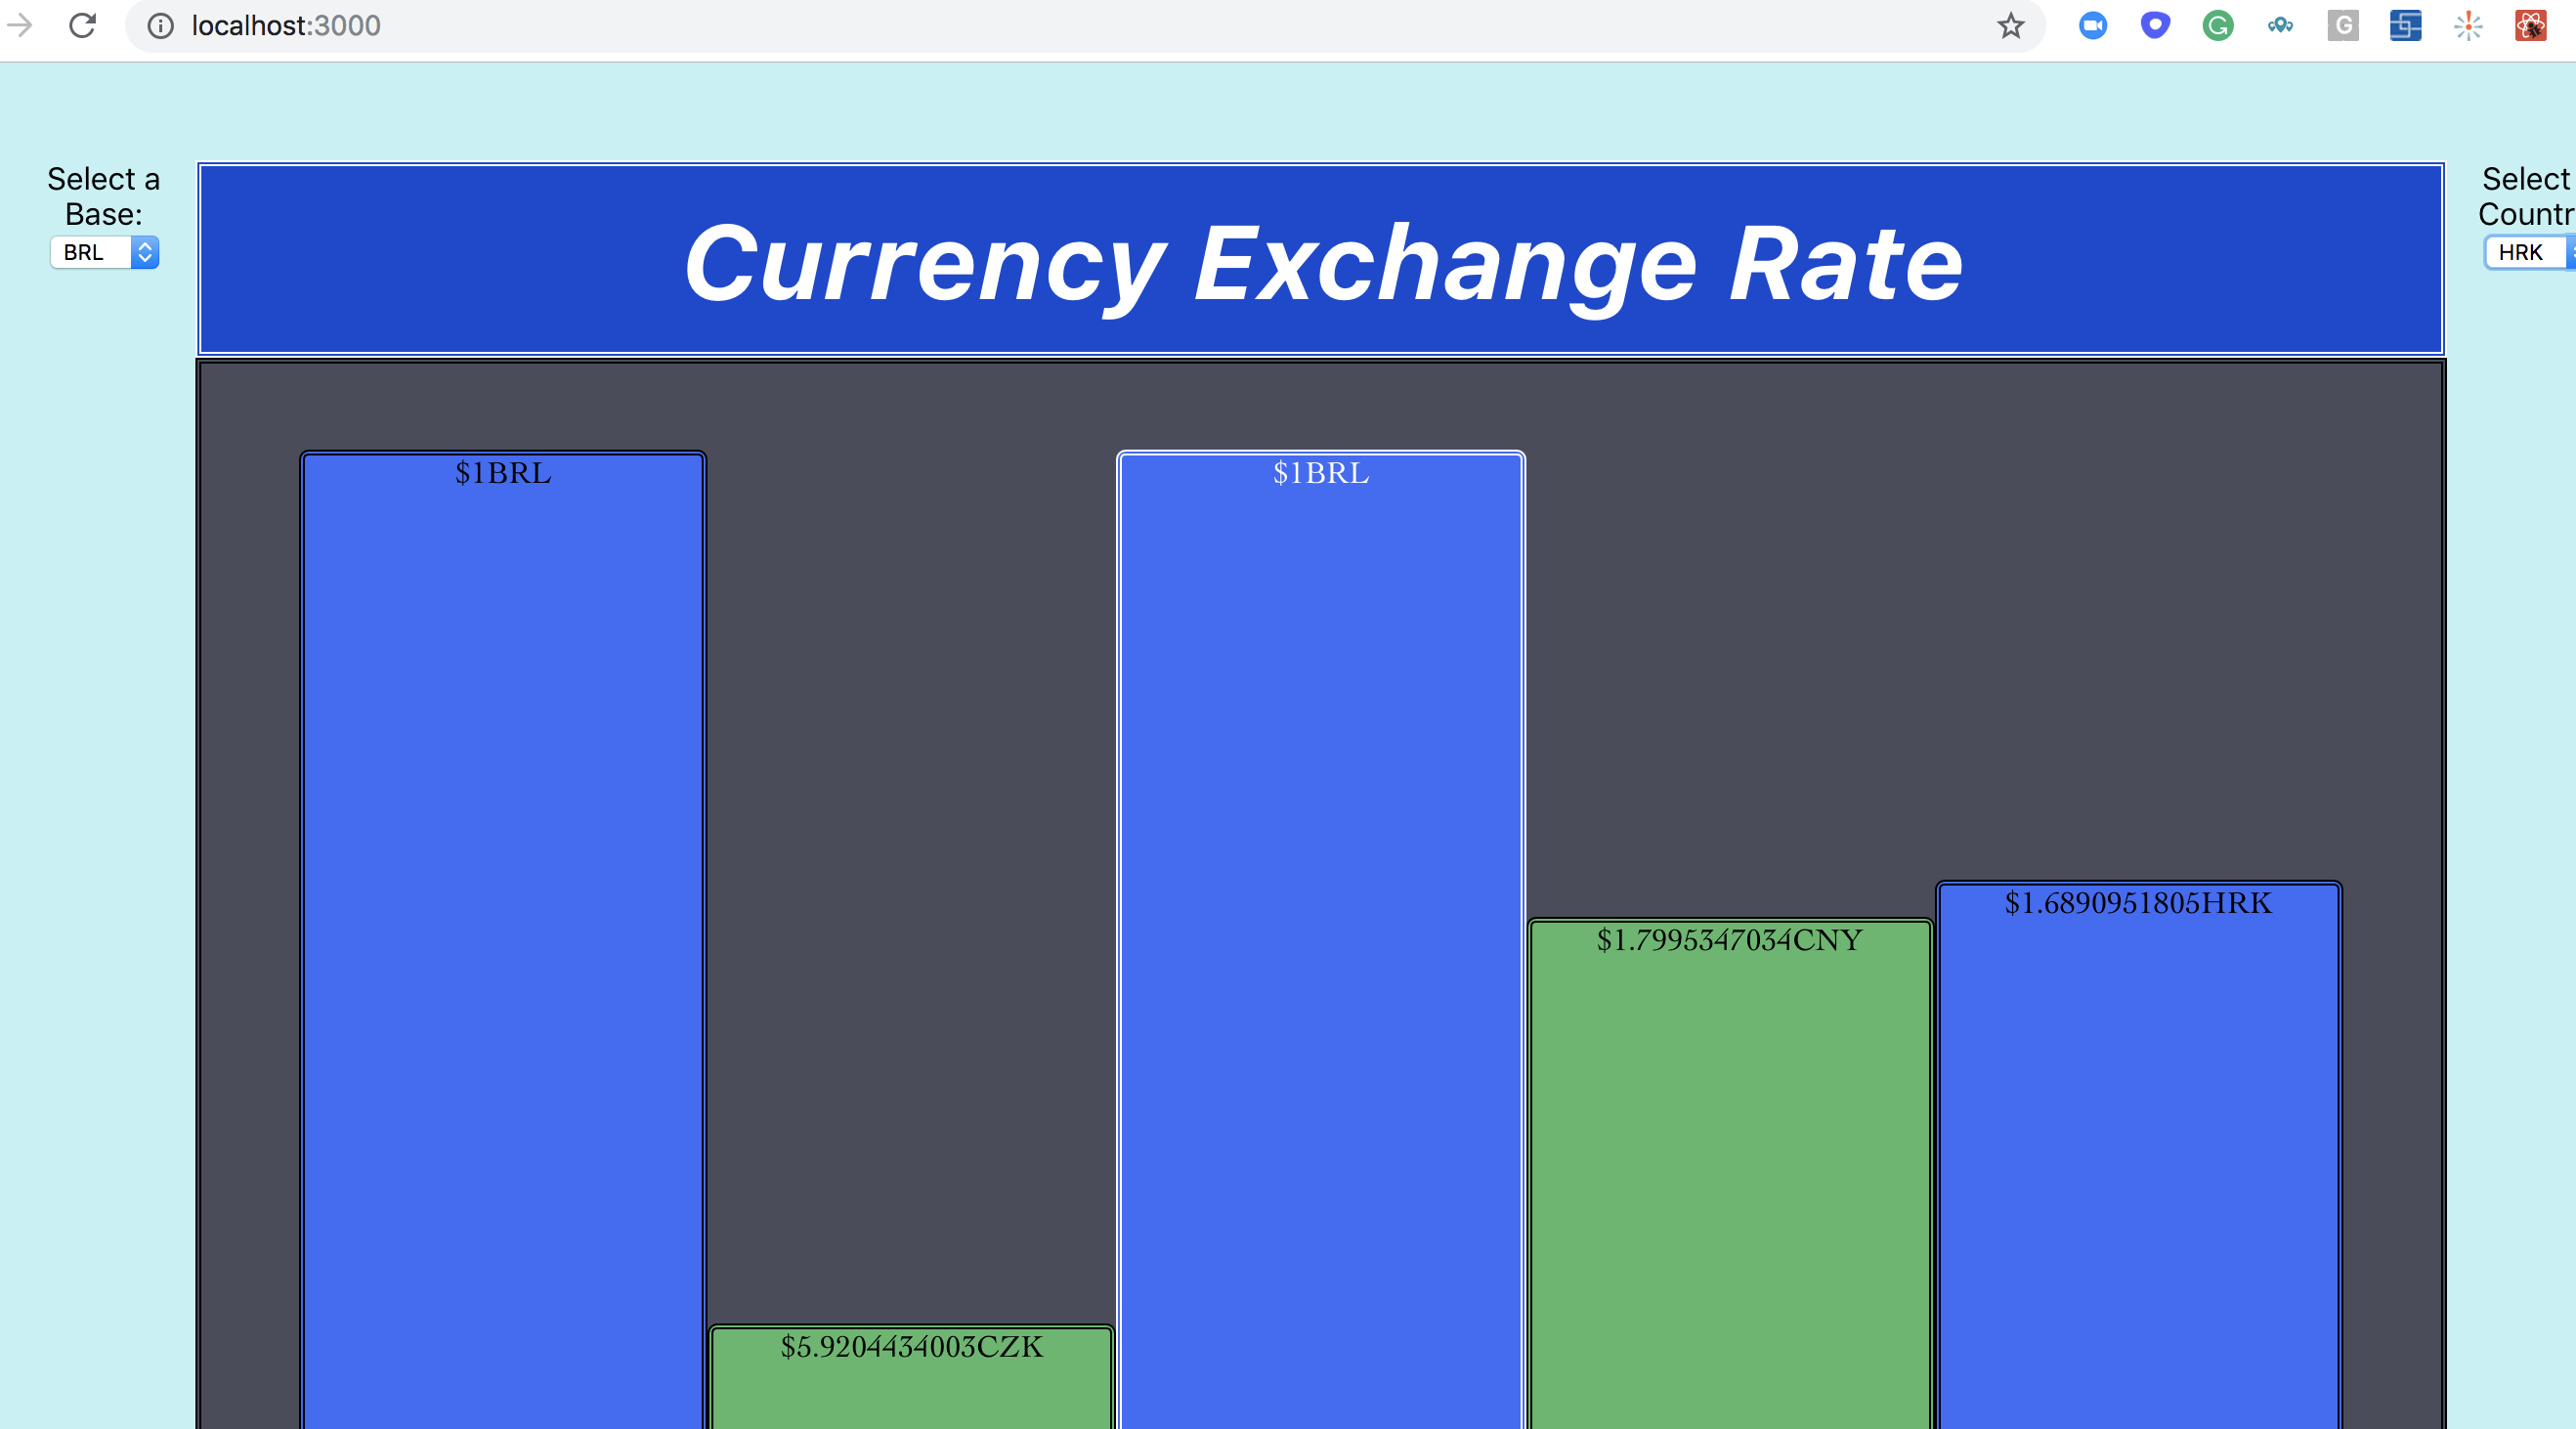 localhost:3000
Select a
Base:
BRL
Currency Exchange Rate
Select
Countr
HRK
$1BRL
$1BRL
$1.6890951805HRK
$1.7995347034CNY
$5.9204434003CZK